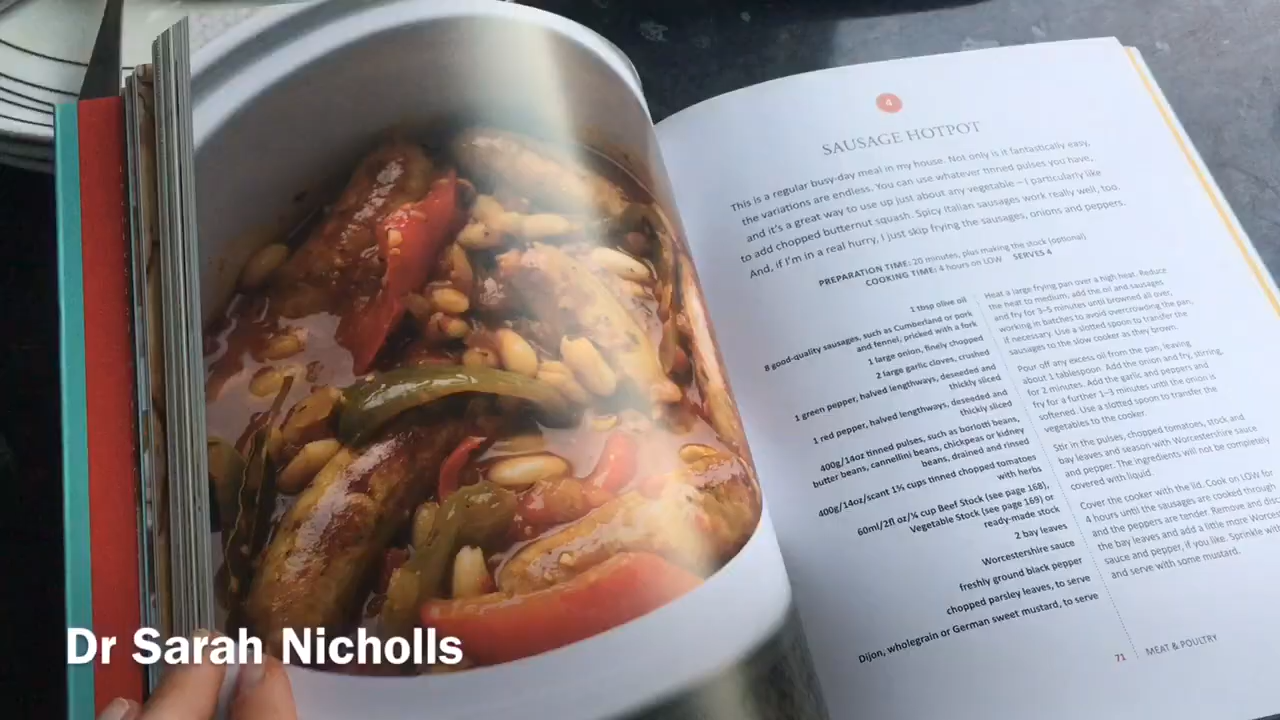 4
SAUSAGE HOTPOT
This is a regular busy-day meal in my house. Not only is it fantastically easy,
the variations are endless. You can use whatever tinned pulses you have,
and it's a great way to use up just about any vegetable – I particularly like
to add chopped butternut squash. Spicy Italian sausages work really well, too.
And, if I'm in a real hurry, I just skip frying the sausages, onions and peppers.
PREPARATION TIME: 20 minutes, plus making the stock (optional)
COOKING TIME: 4 hours on LOW SERVES 4
1 tbsp olive oil
8 good-quality sausages, such as Cumberland or pork
and fennel, pricked with a fork
1 large onion, finely chopped
2 large garlic cloves, crushed
1 green pepper, halved lengthways, deseeded and
thickly sliced
1 red pepper, halved lengthways, deseeded and
thickly sliced
400g/14oz tinned pulses, such as borlotti beans,
butter beans, cannellini beans, chickpeas or kidney
beans, drained and rinsed
400g/14oz/scant 1⅔ cups tinned chopped tomatoes
with herbs
60ml/2fl oz/¼ cup Beef Stock (see page 168),
Vegetable Stock (see page 169) or
ready-made stock
2 bay leaves
Worcestershire sauce
freshly ground black pepper
chopped parsley leaves, to serve
Dijon, wholegrain or German sweet mustard, to serve
Heat a large frying pan over a high heat. Reduce
the heat to medium, add the oil and sausages
and fry for 3–5 minutes until browned all over,
working in batches to avoid overcrowding the pan,
if necessary. Use a slotted spoon to transfer the
sausages to the slow cooker as they brown.
Pour off any excess oil from the pan, leaving
about 1 tablespoon. Add the onion and fry, stirring,
for 2 minutes. Add the garlic and peppers and
fry for a further 1–3 minutes until the onion is
softened. Use a slotted spoon to transfer the
vegetables to the cooker.
Stir in the pulses, chopped tomatoes, stock and
bay leaves and season with Worcestershire sauce
and pepper. The ingredients will not be completely
covered with liquid.
Cover the cooker with the lid. Cook on LOW for
4 hours until the sausages are cooked through
and the peppers are tender. Remove and
the bay leaves and add a little more
sauce and pepper, if you like. Sprinkle
and serve with some mustard.
71 MEAT & POULTRY
Dr Sarah Nicholls